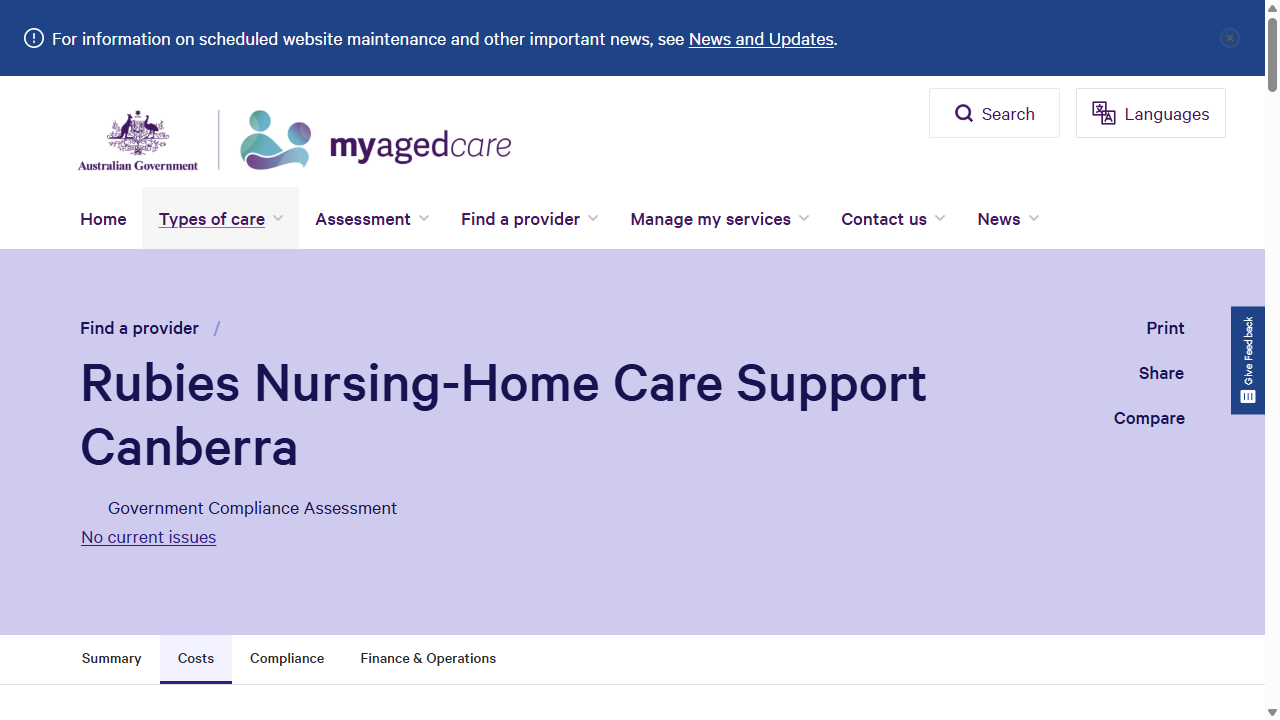 For information on scheduled website maintenance and other important news, see News and Updates.
Search
Languages
Australian Government
myagedcare
Home
Types of care
Assessment
Find a provider
Manage my services
Contact us
News
Find a provider /
Print
Rubies Nursing-Home Care Support
Canberra
Share
Compare
Give Feedback
Government Compliance Assessment
No current issues
Summary
Costs
Compliance
Finance & Operations